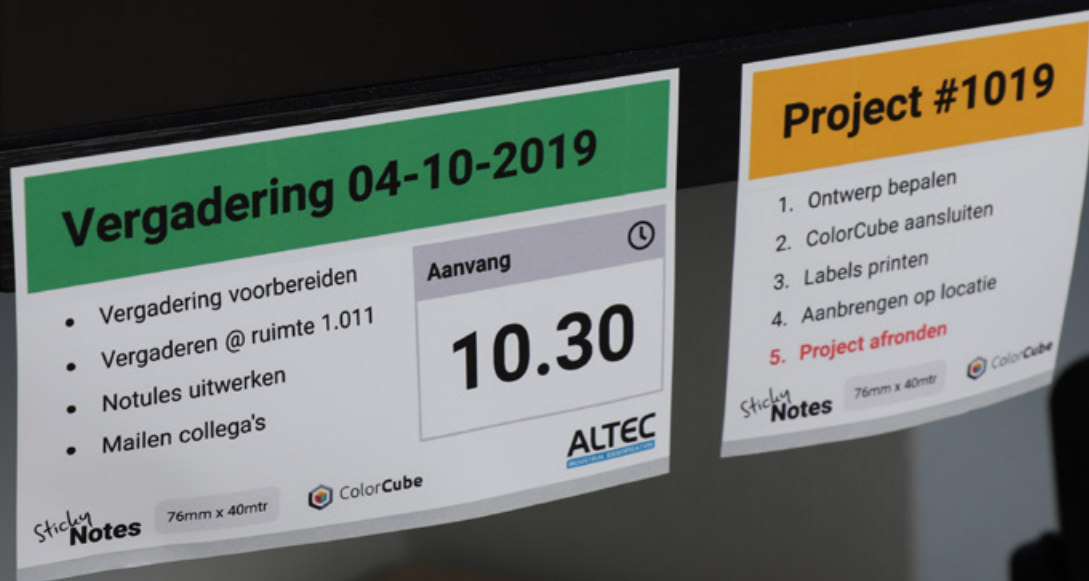 Vergadering 04-10-2019
Vergadering voorbereiden
Vergaderen @ ruimte 1.011
Notules uitwerken
Mailen collega's
Aanvang
10.30
ALTEC
INDUSTRIAL IDENTIFICATION
Sticky
Notes
76mm x 40mtr
ColorCube
Project #1019
1. Ontwerp bepalen
2. ColorCube aansluiten
3. Labels printen
4. Aanbrengen op locatie
5. Project afronden
Sticky
Notes
76mm x 40mtr
ColorCube